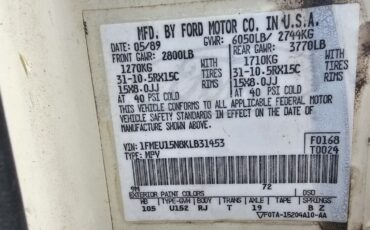 MFD. BY FORD MOTOR CO. IN U.S.A.
DATE: 05/89 GVWR: 6050LB/ 2744KG
FRONT GAWR: 2800LB REAR GAWR: 3770LB
1270KG WITH 1710KG WITH
31-10.5RX15C TIRES 31-10.5RX15C TIRES
15X8.0JJ RIMS 15X8.0JJ RIMS
AT 40 PSI COLD AT 40 PSI COLD
THIS VEHICLE CONFORMS TO ALL APPLICABLE FEDERAL MOTOR
VEHICLE SAFETY STANDARDS IN EFFECT ON THE DATE OF
MANUFACTURE SHOWN ABOVE.
VIN: 1FMEU15N8KLB31453 F0168
TYPE: MPV T0024
9M 72
EXTERIOR PAINT COLORS DSO
WB TYPE-GVW BODY TRANS AXLE TAPE SPRINGS
105 U152 RJ T 19 B Z
F0TA-15204A10-AA